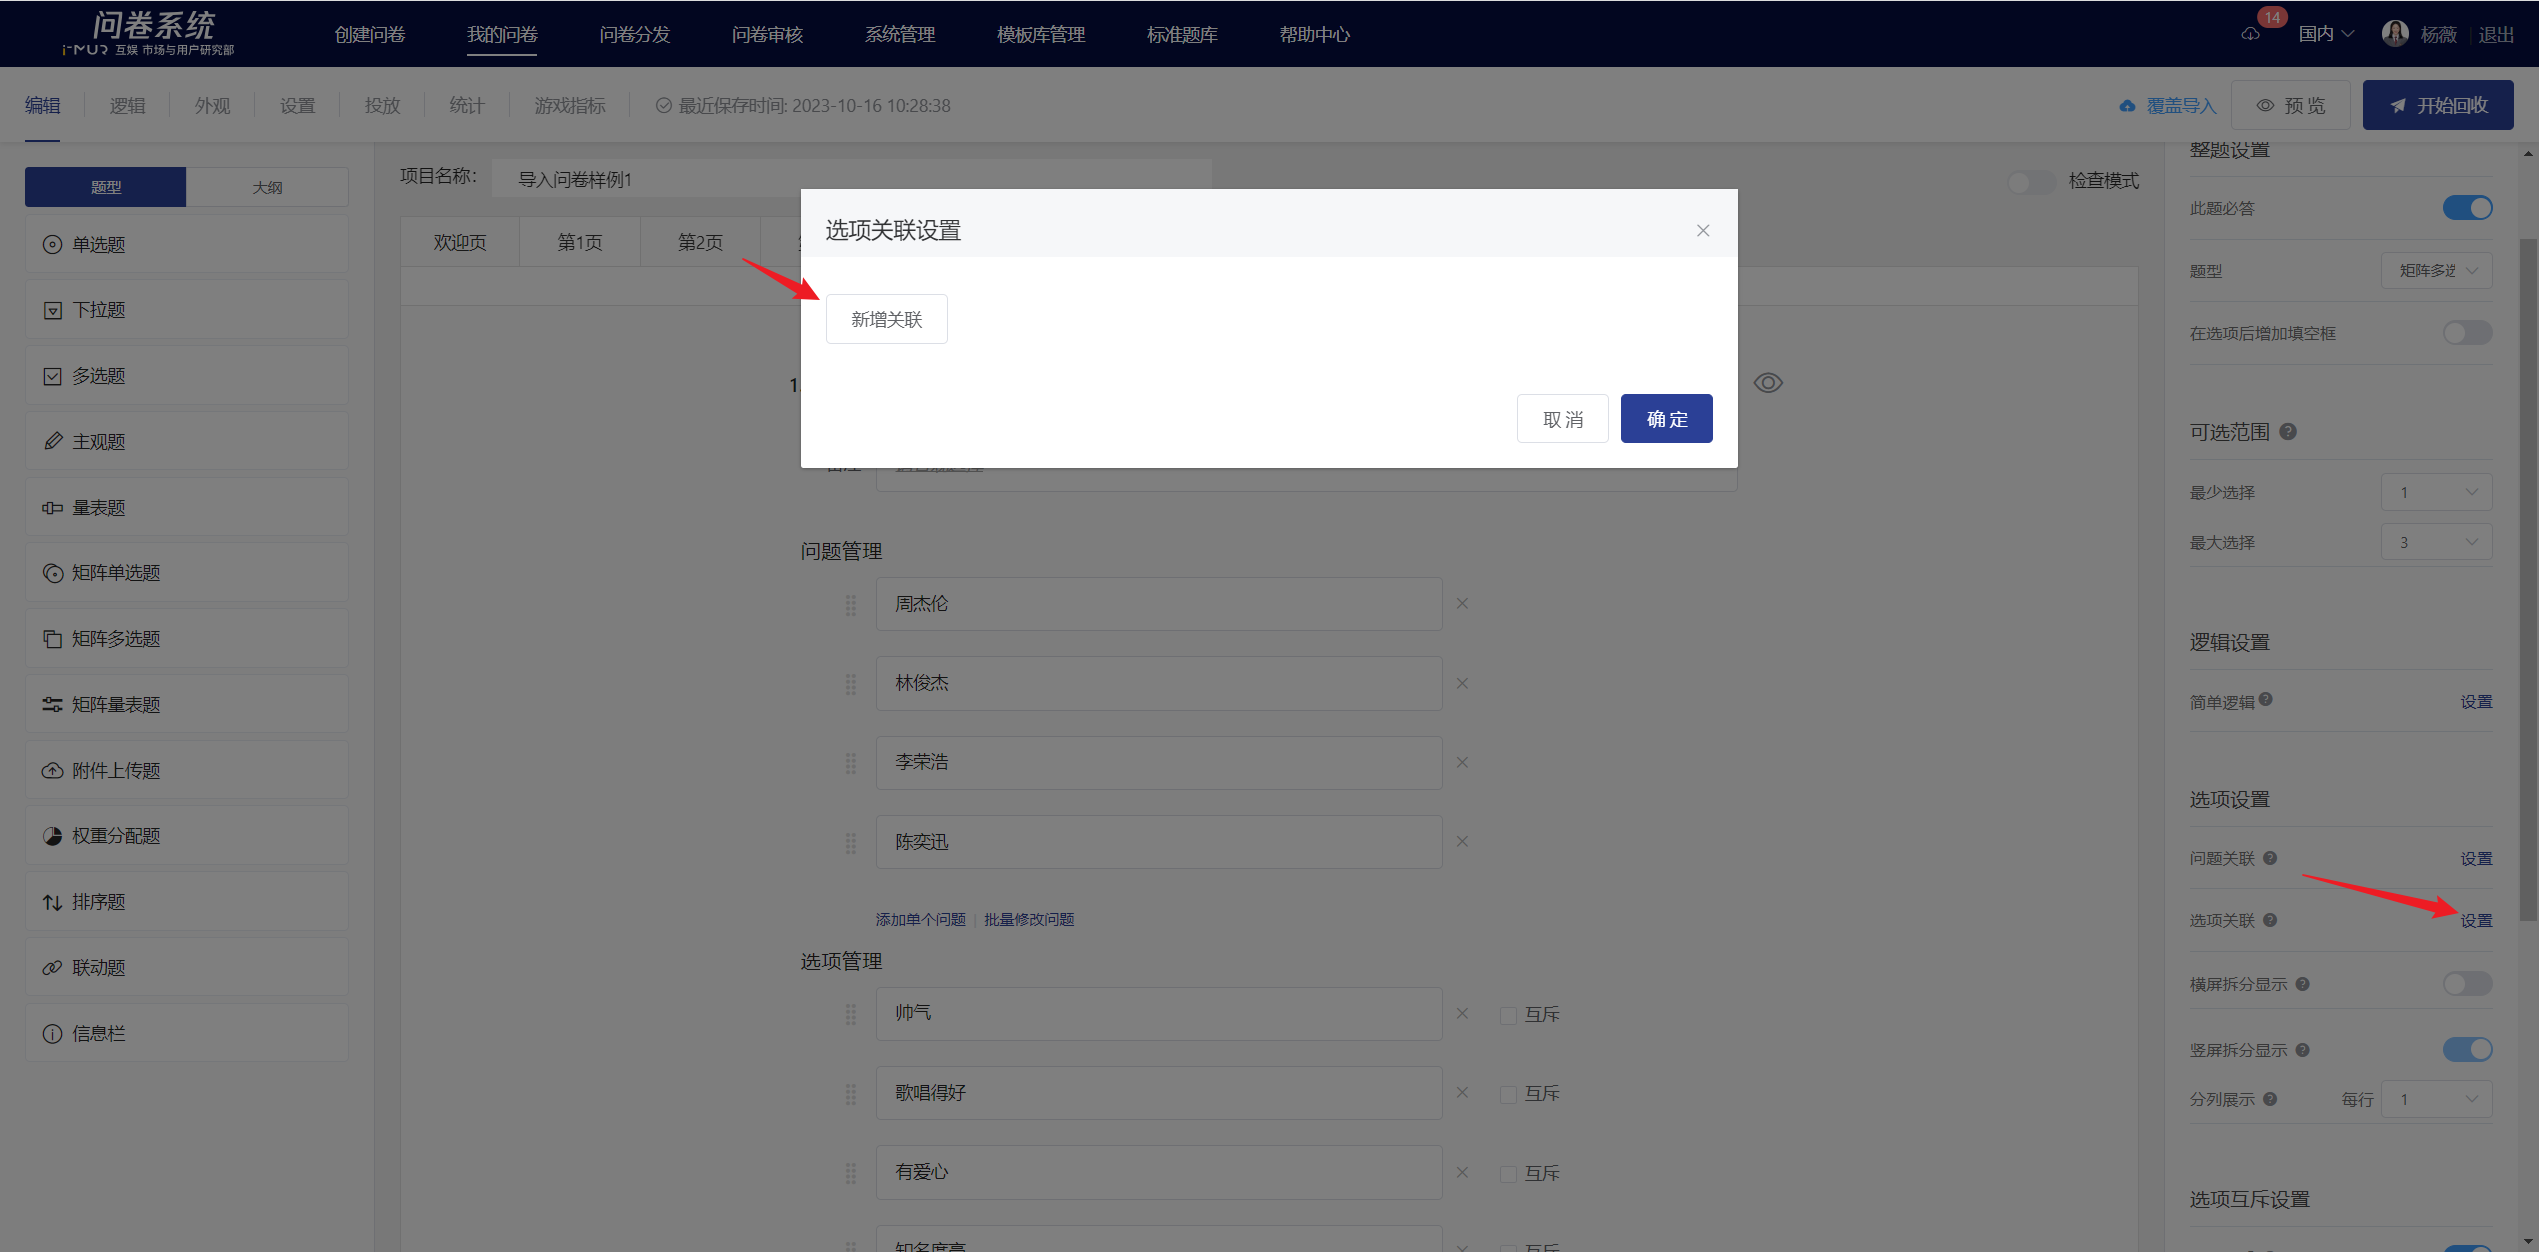 问卷系统
i-MUR 互娱 市场与用户研究部
创建问卷 我的问卷 问卷分发 问卷审核 系统管理 模板库管理 标准题库 帮助中心
14
国内
杨薇 退出
编辑 逻辑 外观 设置 投放 统计 游戏指标 最近保存时间: 2023-10-16 10:28:38
覆盖导入 预 览 开始回收
题型 大纲
单选题
下拉题
多选题
主观题
量表题
矩阵单选题
矩阵多选题
矩阵量表题
附件上传题
权重分配题
排序题
联动题
信息栏
项目名称: 导入问卷样例1
检查模式
欢迎页 第1页 第2页
选项关联设置
新增关联
取 消 确 定
1.
问题管理
周杰伦
林俊杰
李荣浩
陈奕迅
添加单个问题 | 批量修改问题
选项管理
帅气 互斥
歌唱得好 互斥
有爱心 互斥
知名度高 互斥
整题设置
此题必答
题型 矩阵多选
在选项后增加填空框
可选范围 ?
最少选择 1
最大选择 3
逻辑设置
简单逻辑 ? 设置
选项设置
问题关联 ? 设置
选项关联 ? 设置
横屏拆分显示 ?
竖屏拆分显示 ?
分列展示 ? 每行 1
选项互斥设置